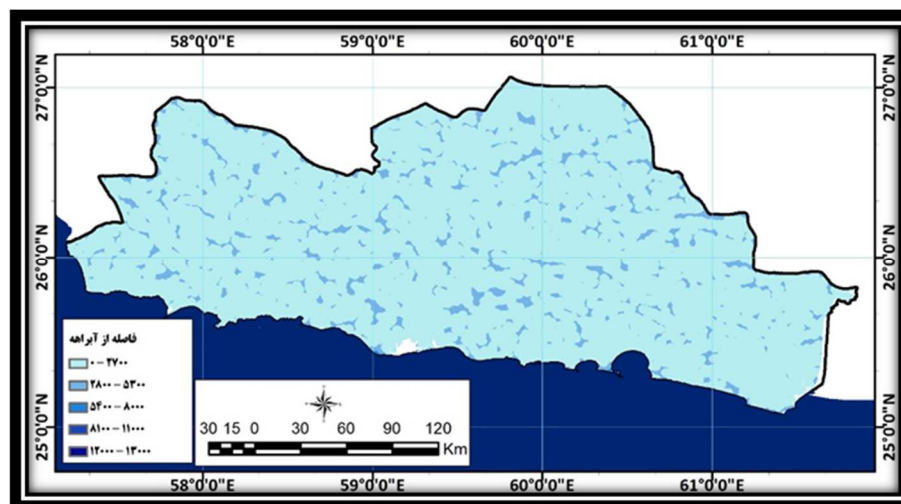 58°0'0"E 59°0'0"E 60°0'0"E 61°0'0"E
27°0'0"N 27°0'0"N
26°0'0"N 26°0'0"N
25°0'0"N 25°0'0"N
فاصله از آبراهه
۰ – ۲۷۰۰
۲۸۰۰ – ۵۳۰۰
۵۴۰۰ – ۸۰۰۰
۸۱۰۰ – ۱۱۰۰۰
۱۲۰۰۰ – ۱۳۰۰۰
30 15 0 30 60 90 120
Km
58°0'0"E 59°0'0"E 60°0'0"E 61°0'0"E